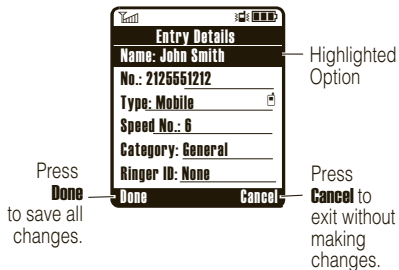 Entry Details
Name: John Smith
No.: 2125551212
Type: Mobile
Speed No.: 6
Category: General
Ringer ID: None
Done Cancel
Highlighted
Option
Press
Done
to save all
changes.
Press
Cancel to
exit without
making
changes.